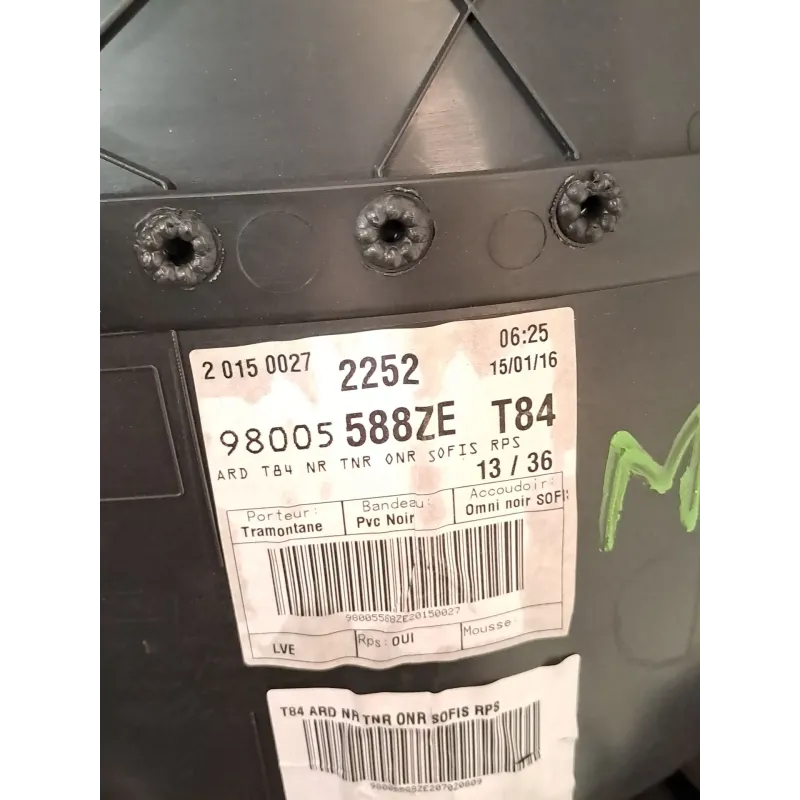 2 015 0027 2252 06:25
15/01/16
98005 588ZE T84
ARD T84 NR TNR ONR SOFIS RPS
13 / 36
Porteur: Bandeau: Accoudoir:
Tramontane Pvc Noir Omni noir SOFI
98005588ZE20150027
LVE Rps: OUI Mousse:
T84 ARD NR TNR ONR SOFIS RPS
98005588ZE207020809
M